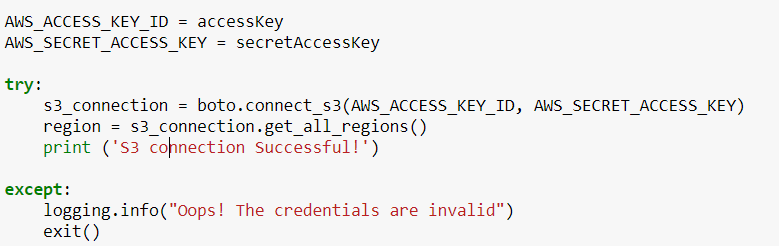 AWS_ACCESS_KEY_ID = accessKey
AWS_SECRET_ACCESS_KEY = secretAccessKey
try:
    s3_connection = boto.connect_s3(AWS_ACCESS_KEY_ID, AWS_SECRET_ACCESS_KEY)
    region = s3_connection.get_all_regions()
    print ('S3 connection Successful!')
except:
    logging.info("Oops! The credentials are invalid")
    exit()